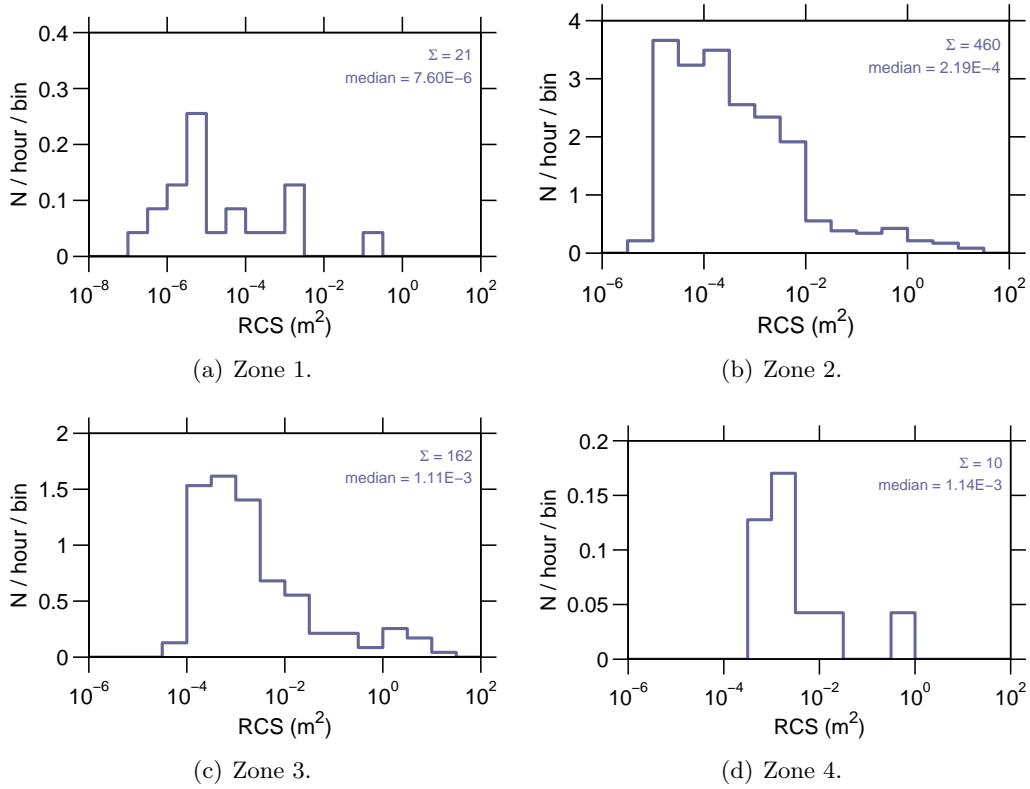 0.4
0.3
0.2
0.1
0
N / hour / bin
Σ = 21
median = 7.60E−6
10^−8 10^−6 10^−4 10^−2 10^0 10^2
RCS (m^2)
(a) Zone 1.
4
3
2
1
0
N / hour / bin
Σ = 460
median = 2.19E−4
10^−6 10^−4 10^−2 10^0 10^2
RCS (m^2)
(b) Zone 2.
2
1.5
1
0.5
0
N / hour / bin
Σ = 162
median = 1.11E−3
10^−6 10^−4 10^−2 10^0 10^2
RCS (m^2)
(c) Zone 3.
0.2
0.15
0.1
0.05
0
N / hour / bin
Σ = 10
median = 1.14E−3
10^−6 10^−4 10^−2 10^0 10^2
RCS (m^2)
(d) Zone 4.